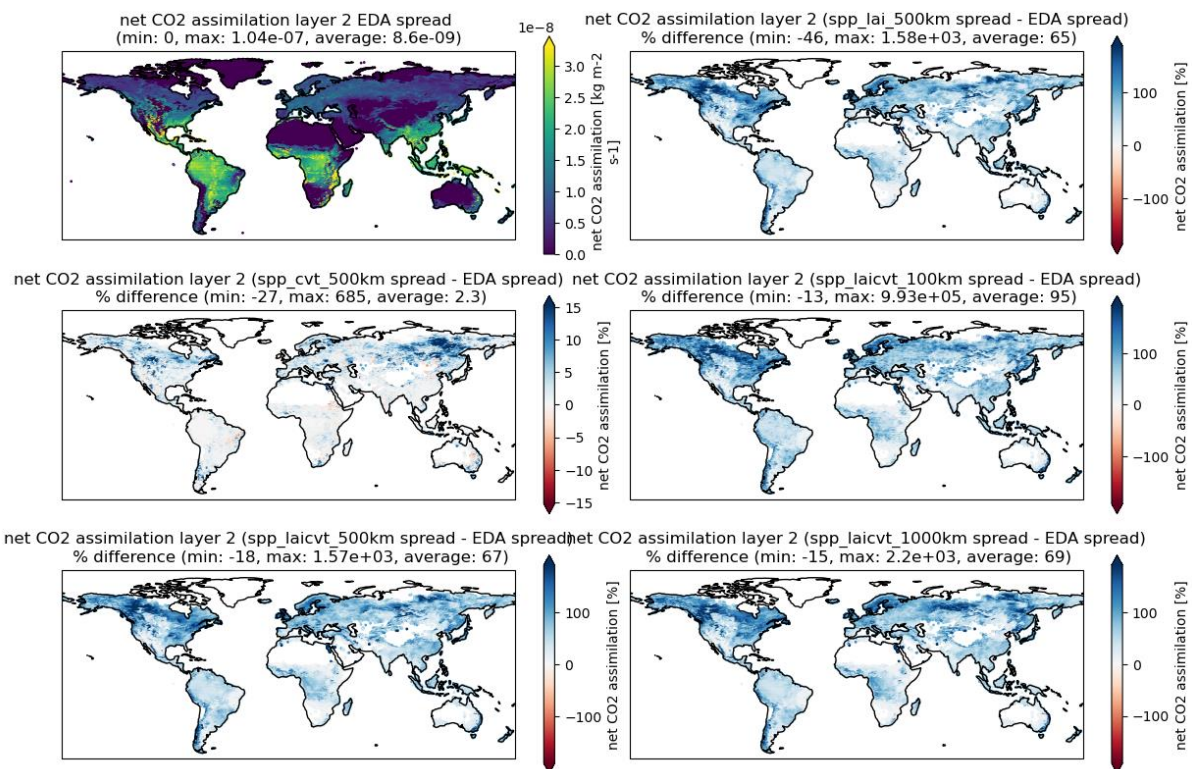 net CO2 assimilation layer 2 EDA spread
(min: 0, max: 1.04e-07, average: 8.6e-09)
1e−8
3.0
2.5
2.0
1.5
1.0
0.5
0.0
net CO2 assimilation [kg m-2
s-1]
net CO2 assimilation layer 2 (spp_lai_500km spread - EDA spread)
% difference (min: -46, max: 1.58e+03, average: 65)
100
0
−100
net CO2 assimilation [%]
net CO2 assimilation layer 2 (spp_cvt_500km spread - EDA spread)
% difference (min: -27, max: 685, average: 2.3)
15
10
5
0
−5
−10
−15
net CO2 assimilation [%]
net CO2 assimilation layer 2 (spp_laicvt_100km spread - EDA spread)
% difference (min: -13, max: 9.93e+05, average: 95)
100
0
−100
net CO2 assimilation [%]
net CO2 assimilation layer 2 (spp_laicvt_500km spread - EDA spread)
% difference (min: -18, max: 1.57e+03, average: 67)
100
0
−100
net CO2 assimilation [%]
net CO2 assimilation layer 2 (spp_laicvt_1000km spread - EDA spread)
% difference (min: -15, max: 2.2e+03, average: 69)
100
0
−100
net CO2 assimilation [%]